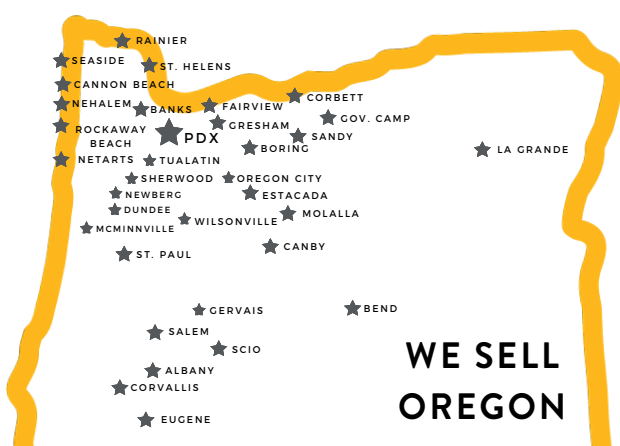 RAINIER
SEASIDE
ST. HELENS
CANNON BEACH
CORBETT
NEHALEM
BANKS
FAIRVIEW
GOV. CAMP
ROCKAWAY
BEACH
PDX
GRESHAM
SANDY
BORING
LA GRANDE
NETARTS
TUALATIN
SHERWOOD
OREGON CITY
NEWBERG
ESTACADA
DUNDEE
MOLALLA
MCMINNVILLE
WILSONVILLE
CANBY
ST. PAUL
GERVAIS
BEND
SALEM
SCIO
ALBANY
CORVALLIS
EUGENE
WE SELL
OREGON